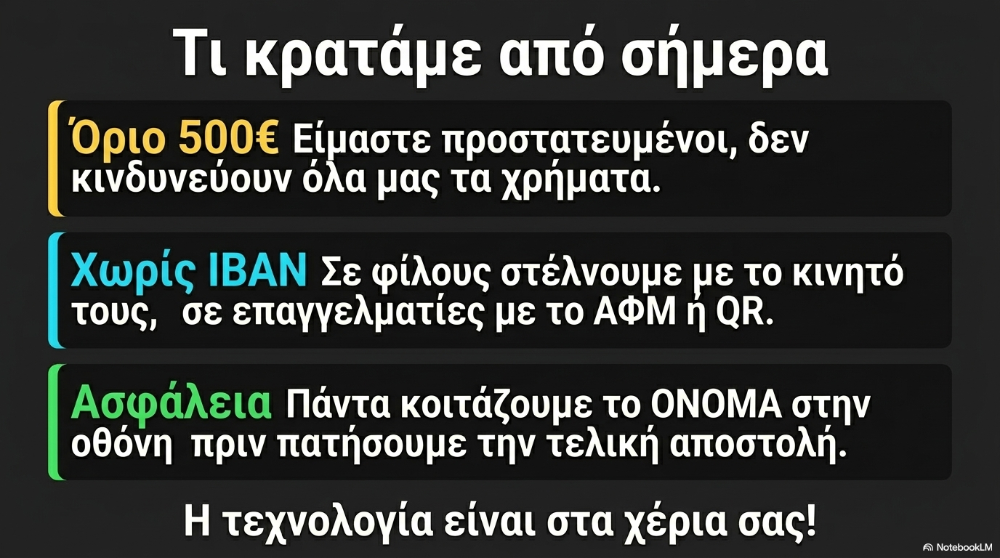 Τι κρατάμε από σήμερα
Όριο 500€ Είμαστε προστατευμένοι, δεν
κινδυνεύουν όλα μας τα χρήματα.
Χωρίς IBAN Σε φίλους στέλνουμε με το κινητό
τους, σε επαγγελματίες με το ΑΦΜ ή QR.
Ασφάλεια Πάντα κοιτάζουμε το ΟΝΟΜΑ στην
οθόνη πριν πατήσουμε την τελική αποστολή.
Η τεχνολογία είναι στα χέρια σας!
NotebookLM